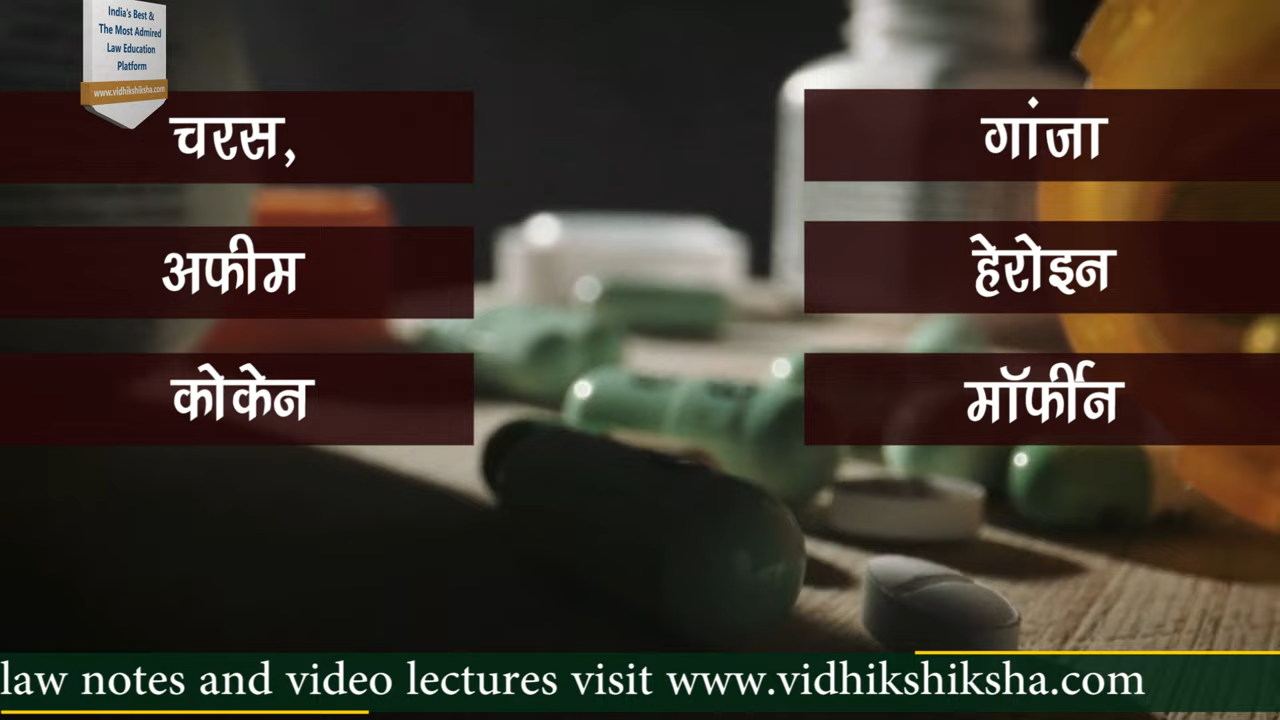 India's Best &
The Most Admired
Law Education
Platform
www.vidhikshiksha.com
चरस,
गांजा
अफीम
हेरोइन
कोकेन
मॉर्फीन
law notes and video lectures visit www.vidhikshiksha.com